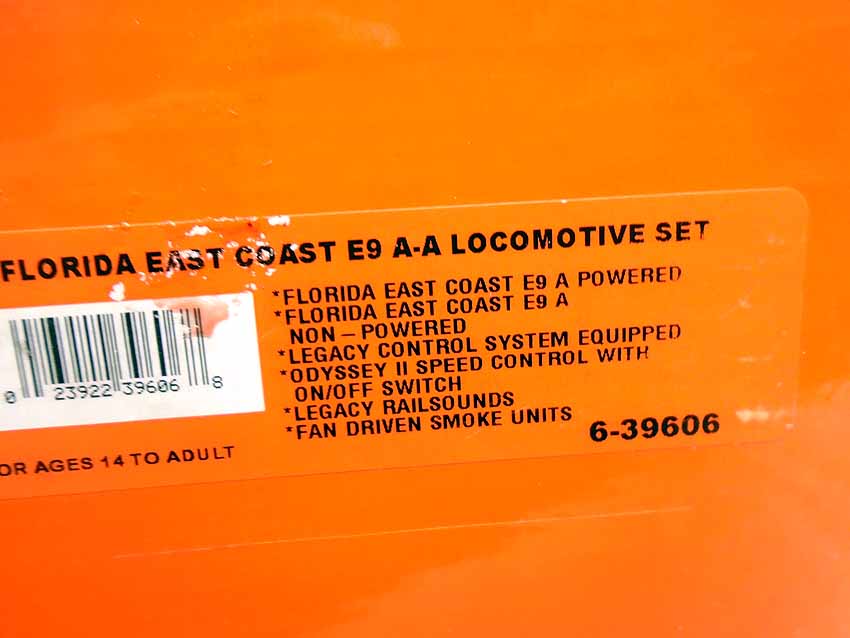 FLORIDA EAST COAST E9 A-A LOCOMOTIVE SET
*FLORIDA EAST COAST E9 A POWERED
*FLORIDA EAST COAST E9 A
NON – POWERED
*LEGACY CONTROL SYSTEM EQUIPPED
*ODYSSEY II SPEED CONTROL WITH
ON/OFF SWITCH
*LEGACY RAILSOUNDS
*FAN DRIVEN SMOKE UNITS
6-39606
0 23922 39606 8
OR AGES 14 TO ADULT